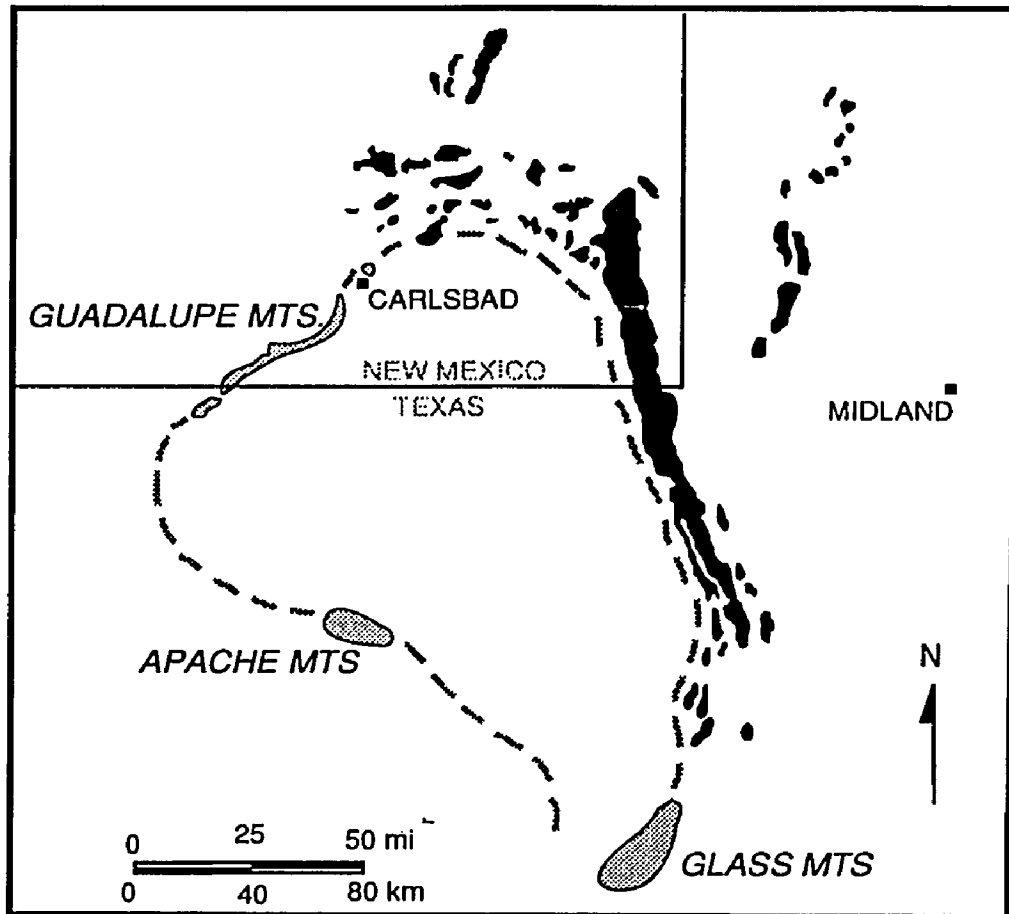 CARLSBAD
GUADALUPE MTS.
NEW MEXICO
TEXAS
MIDLAND
APACHE MTS
N
GLASS MTS
0 25 50 mi
0 40 80 km